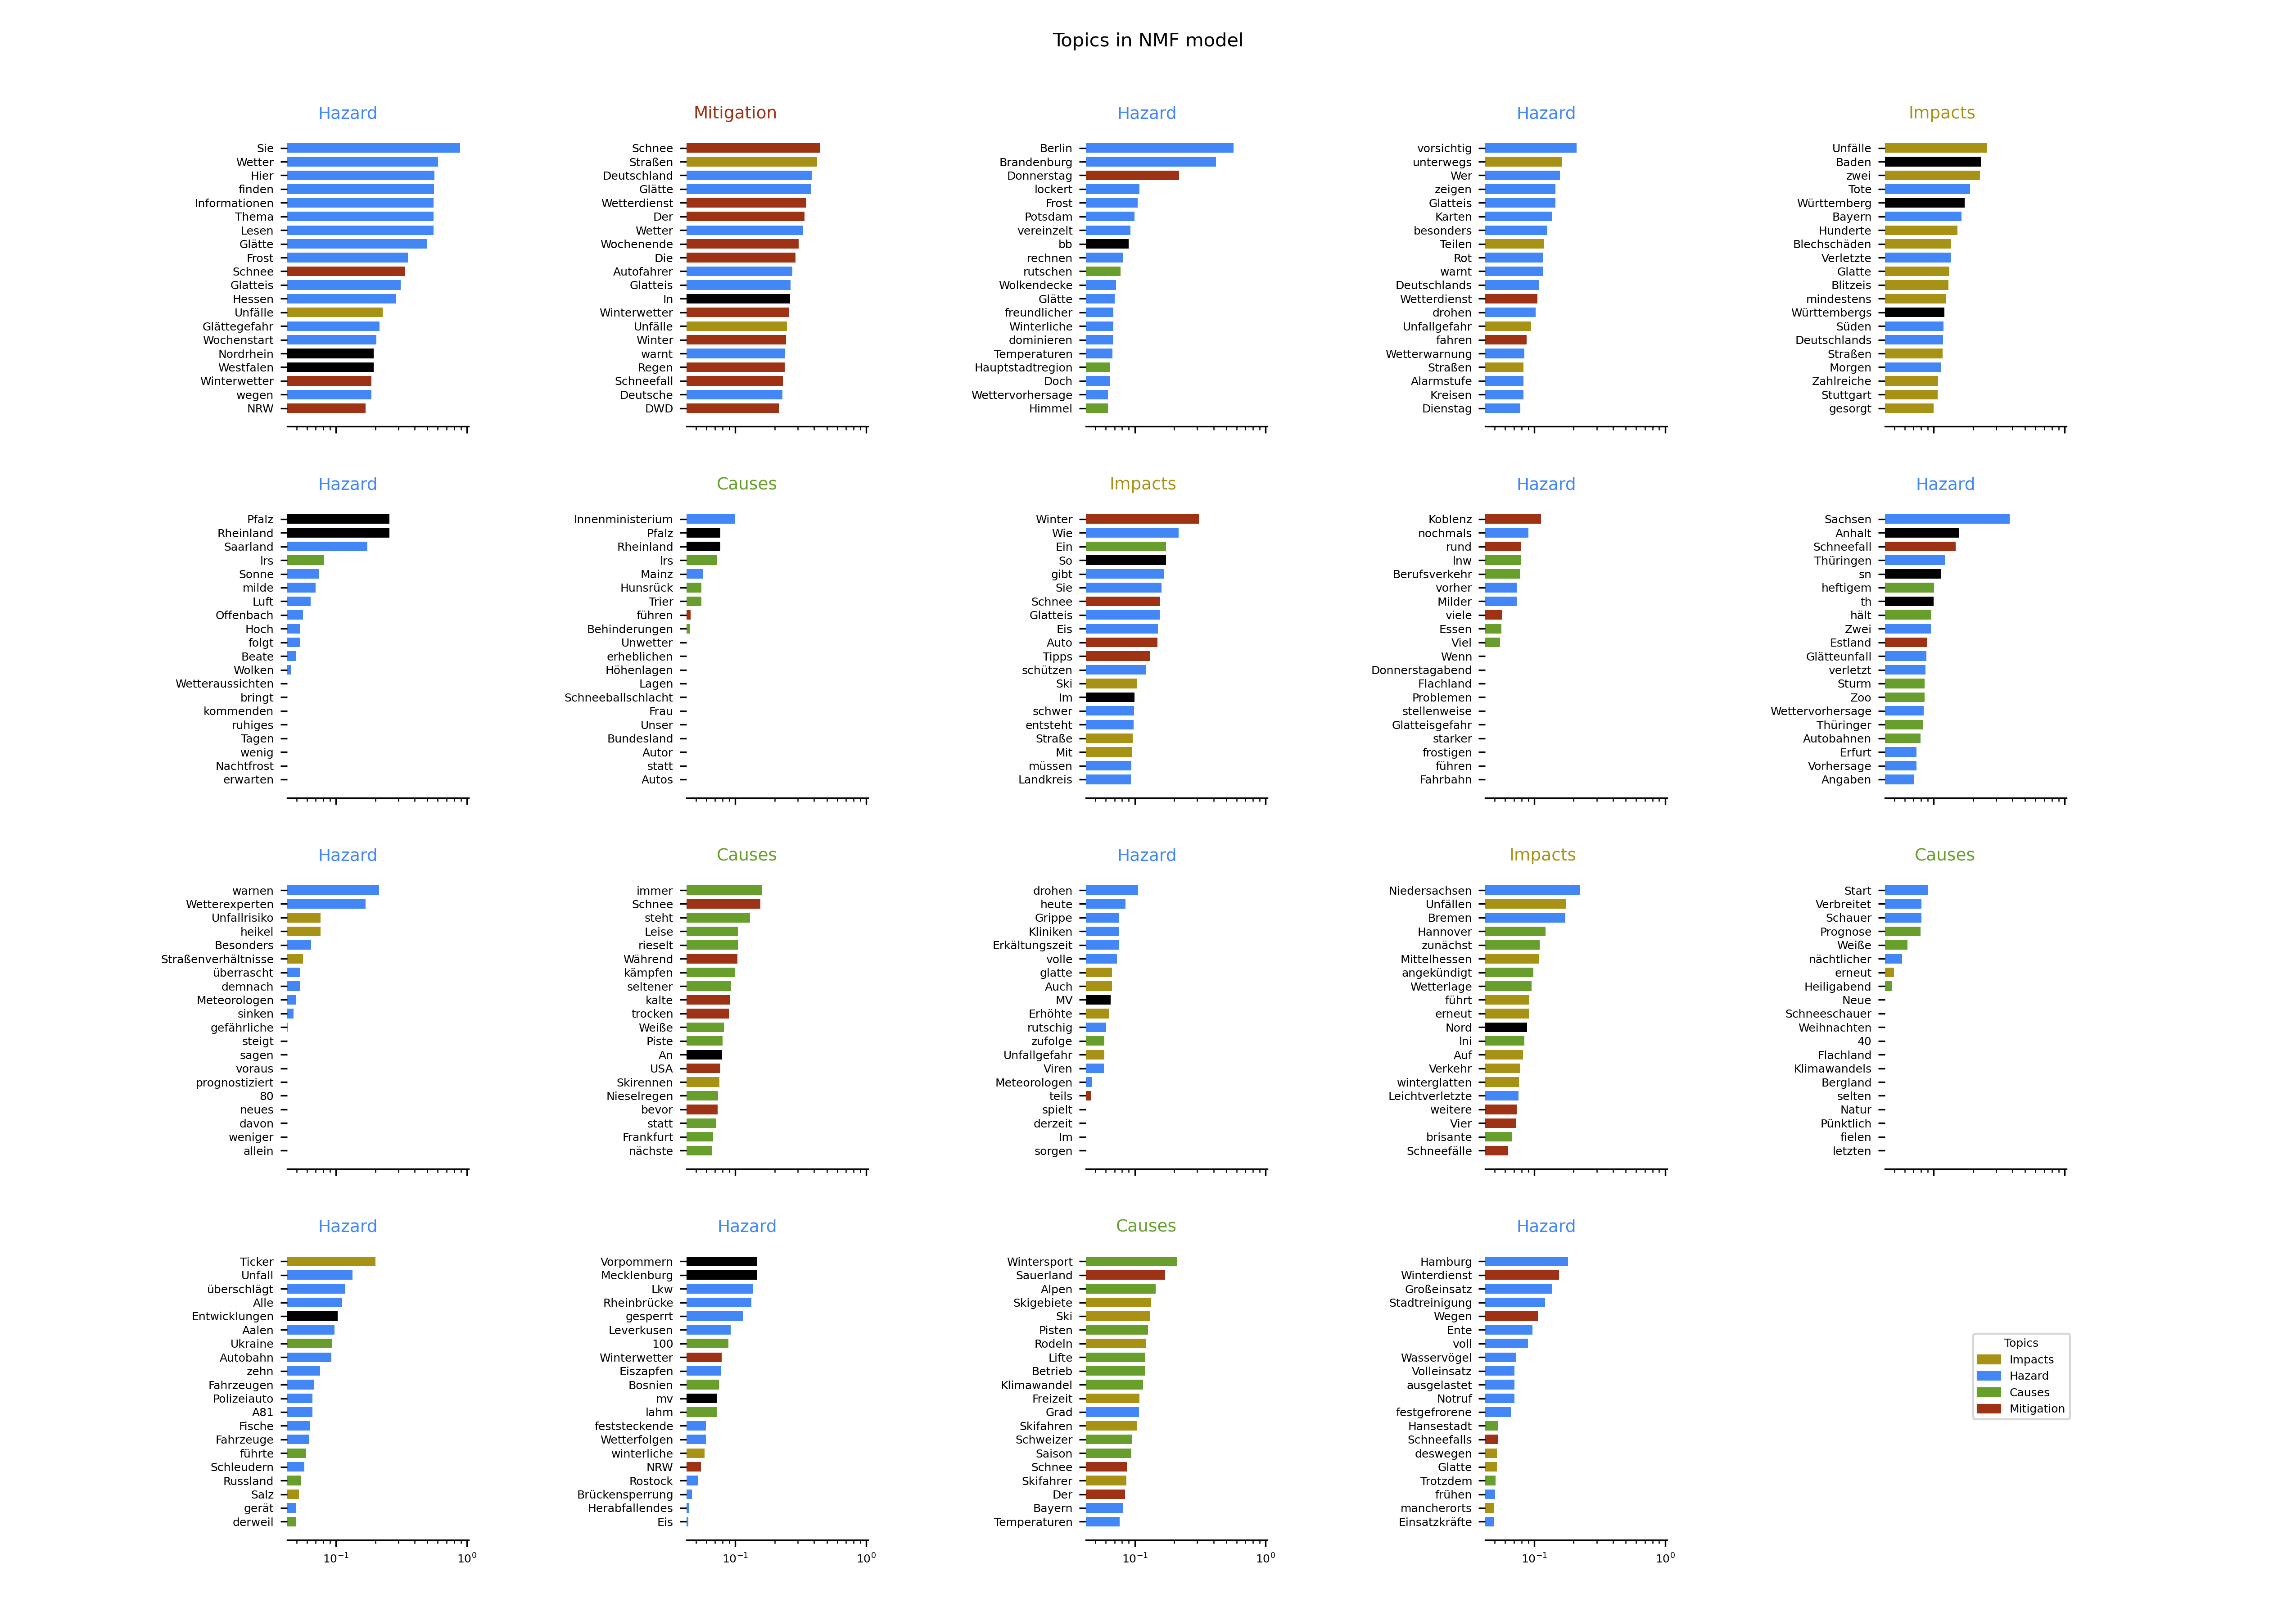 Topics in NMF model
Hazard
Sie
Wetter
Hier
finden
Informationen
Thema
Lesen
Glätte
Frost
Schnee
Glatteis
Hessen
Unfälle
Glättegefahr
Wochenstart
Nordrhein
Westfalen
Winterwetter
wegen
NRW
Mitigation
Schnee
Straßen
Deutschland
Glätte
Wetterdienst
Der
Wetter
Wochenende
Die
Autofahrer
Glatteis
In
Winterwetter
Unfälle
Winter
warnt
Regen
Schneefall
Deutsche
DWD
Hazard
Berlin
Brandenburg
Donnerstag
lockert
Frost
Potsdam
vereinzelt
bb
rechnen
rutschen
Wolkendecke
Glätte
freundlicher
Winterliche
dominieren
Temperaturen
Hauptstadtregion
Doch
Wettervorhersage
Himmel
Hazard
vorsichtig
unterwegs
Wer
zeigen
Glatteis
Karten
besonders
Teilen
Rot
warnt
Deutschlands
Wetterdienst
drohen
Unfallgefahr
fahren
Wetterwarnung
Straßen
Alarmstufe
Kreisen
Dienstag
Impacts
Unfälle
Baden
zwei
Tote
Württemberg
Bayern
Hunderte
Blechschäden
Verletzte
Glatte
Blitzeis
mindestens
Württembergs
Süden
Deutschlands
Straßen
Morgen
Zahlreiche
Stuttgart
gesorgt
Hazard
Pfalz
Rheinland
Saarland
lrs
Sonne
milde
Luft
Offenbach
Hoch
folgt
Beate
Wolken
Wetteraussichten
bringt
kommenden
ruhiges
Tagen
wenig
Nachtfrost
erwarten
Causes
Innenministerium
Pfalz
Rheinland
lrs
Mainz
Hunsrück
Trier
führen
Behinderungen
Unwetter
erheblichen
Höhenlagen
Lagen
Schneeballschlacht
Frau
Unser
Bundesland
Autor
statt
Autos
Impacts
Winter
Wie
Ein
So
gibt
Sie
Schnee
Glatteis
Eis
Auto
Tipps
schützen
Ski
Im
schwer
entsteht
Straße
Mit
müssen
Landkreis
Hazard
Koblenz
nochmals
rund
lnw
Berufsverkehr
vorher
Milder
viele
Essen
Viel
Wenn
Donnerstagabend
Flachland
Problemen
stellenweise
Glatteisgefahr
starker
frostigen
führen
Fahrbahn
Hazard
Sachsen
Anhalt
Schneefall
Thüringen
sn
heftigem
th
hält
Zwei
Estland
Glätteunfall
verletzt
Sturm
Zoo
Wettervorhersage
Thüringer
Autobahnen
Erfurt
Vorhersage
Angaben
Hazard
warnen
Wetterexperten
Unfallrisiko
heikel
Besonders
Straßenverhältnisse
überrascht
demnach
Meteorologen
sinken
gefährliche
steigt
sagen
voraus
prognostiziert
80
neues
davon
weniger
allein
Causes
immer
Schnee
steht
Leise
rieselt
Während
kämpfen
seltener
kalte
trocken
Weiße
Piste
An
USA
Skirennen
Nieselregen
bevor
statt
Frankfurt
nächste
Hazard
drohen
heute
Grippe
Kliniken
Erkältungszeit
volle
glatte
Auch
MV
Erhöhte
rutschig
zufolge
Unfallgefahr
Viren
Meteorologen
teils
spielt
derzeit
Im
sorgen
Impacts
Niedersachsen
Unfällen
Bremen
Hannover
zunächst
Mittelhessen
angekündigt
Wetterlage
führt
erneut
Nord
lni
Auf
Verkehr
winterglatten
Leichtverletzte
weitere
Vier
brisante
Schneefälle
Causes
Start
Verbreitet
Schauer
Prognose
Weiße
nächtlicher
erneut
Heiligabend
Neue
Schneeschauer
Weihnachten
40
Flachland
Klimawandels
Bergland
selten
Natur
Pünktlich
fielen
letzten
Hazard
Ticker
Unfall
überschlägt
Alle
Entwicklungen
Aalen
Ukraine
Autobahn
zehn
Fahrzeugen
Polizeiauto
A81
Fische
Fahrzeuge
führte
Schleudern
Russland
Salz
gerät
derweil
10⁻¹ 10⁰
Hazard
Vorpommern
Mecklenburg
Lkw
Rheinbrücke
gesperrt
Leverkusen
100
Winterwetter
Eiszapfen
Bosnien
mv
lahm
feststeckende
Wetterfolgen
winterliche
NRW
Rostock
Brückensperrung
Herabfallendes
Eis
10⁻¹ 10⁰
Causes
Wintersport
Sauerland
Alpen
Skigebiete
Ski
Pisten
Rodeln
Lifte
Betrieb
Klimawandel
Freizeit
Grad
Skifahren
Schweizer
Saison
Schnee
Skifahrer
Der
Bayern
Temperaturen
10⁻¹ 10⁰
Hazard
Hamburg
Winterdienst
Großeinsatz
Stadtreinigung
Wegen
Ente
voll
Wasservögel
Volleinsatz
ausgelastet
Notruf
festgefrorene
Hansestadt
Schneefalls
deswegen
Glatte
Trotzdem
frühen
mancherorts
Einsatzkräfte
10⁻¹ 10⁰
Topics
Impacts
Hazard
Causes
Mitigation